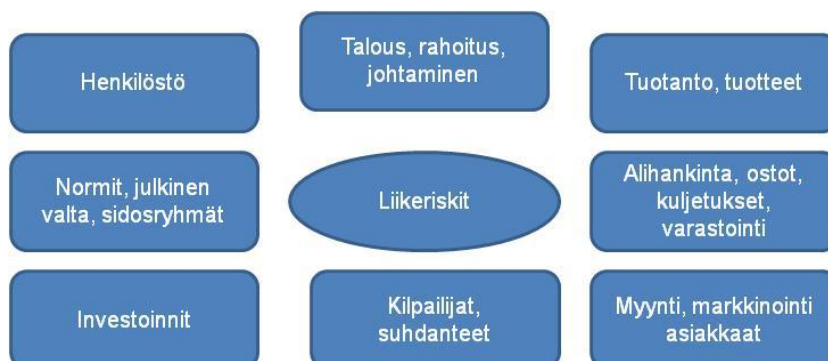 Henkilöstö
Talous, rahoitus,
johtaminen
Tuotanto, tuotteet
Normit, julkinen
valta, sidosryhmät
Liikeriskit
Alihankinta, ostot,
kuljetukset,
varastointi
Investoinnit
Kilpailijat,
suhdanteet
Myynti, markkinointi
asiakkaat